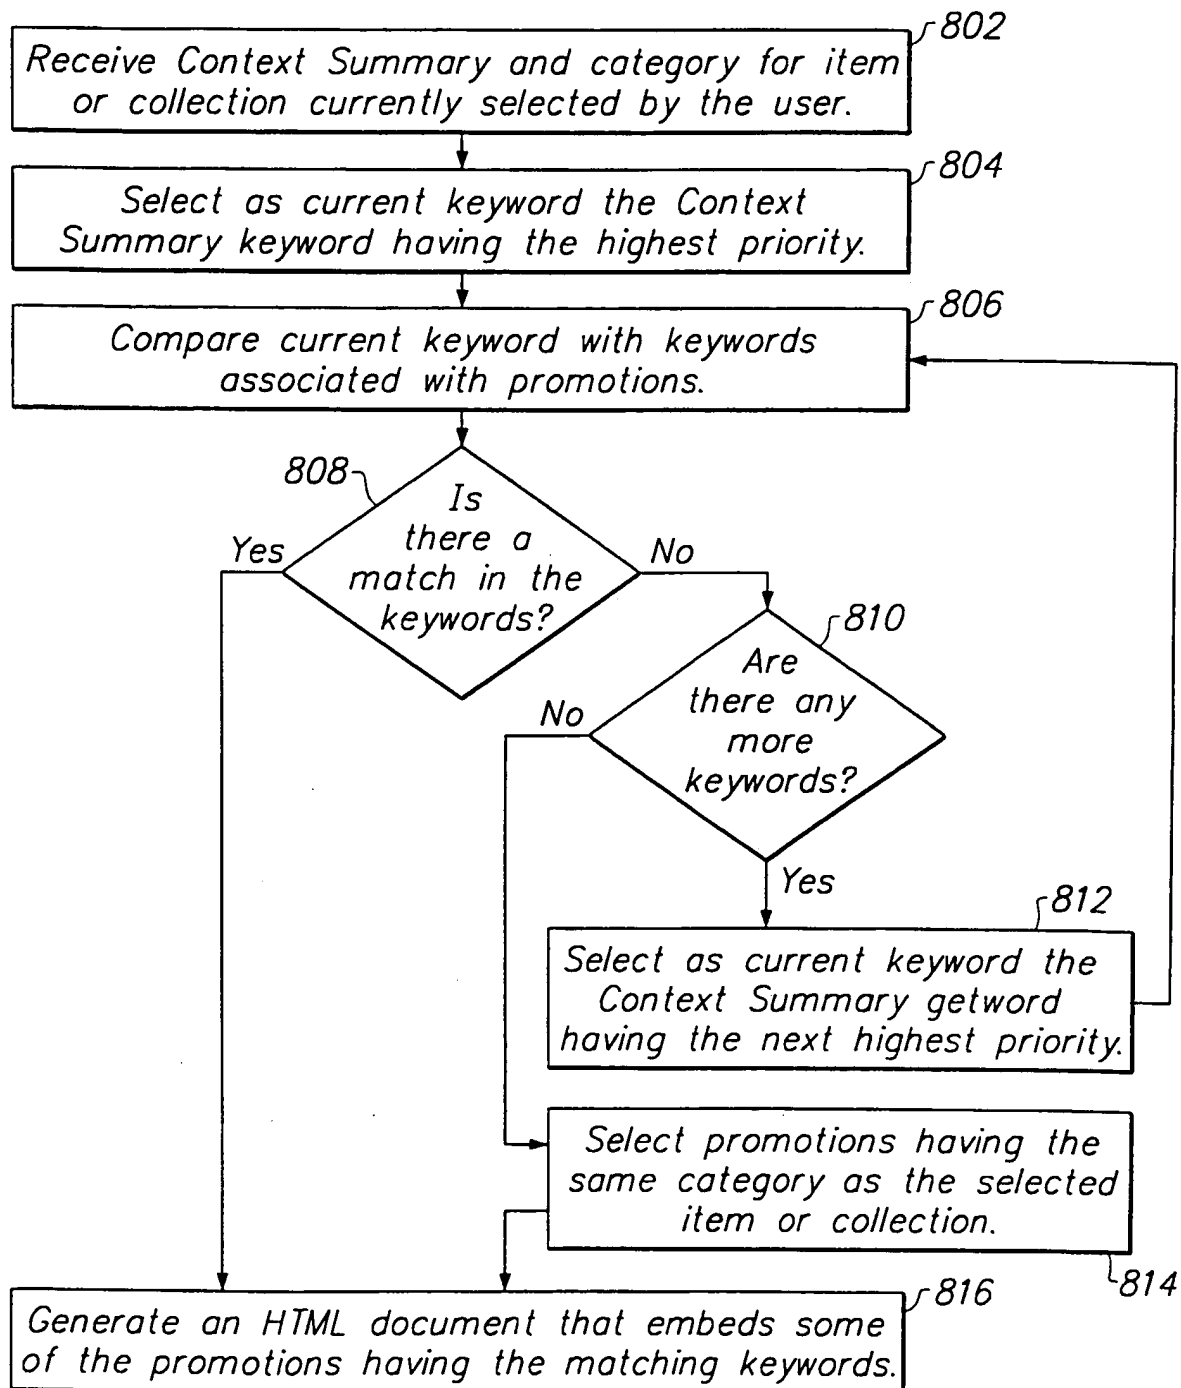 802
Receive Context Summary and category for item
or collection currently selected by the user.
804
Select as current keyword the Context
Summary keyword having the highest priority.
806
Compare current keyword with keywords
associated with promotions.
808
Is
there a
match in the
keywords?
Yes
No
810
Are
there any
more
keywords?
No
Yes
812
Select as current keyword the
Context Summary getword
having the next highest priority.
Select promotions having the
same category as the selected
item or collection.
814
816
Generate an HTML document that embeds some
of the promotions having the matching keywords.